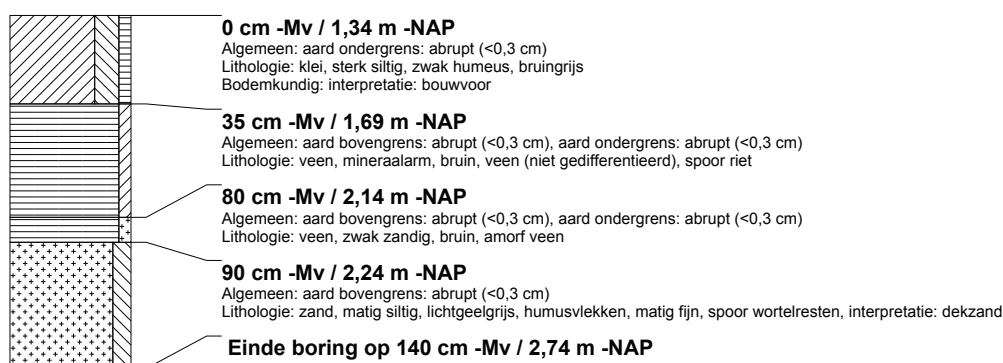 0 cm -Mv / 1,34 m -NAP
Algemeen: aard ondergrens: abrupt (<0,3 cm)
Lithologie: klei, sterk siltig, zwak humeus, bruingrijs
Bodemkundig: interpretatie: bouwvoor
35 cm -Mv / 1,69 m -NAP
Algemeen: aard bovengrens: abrupt (<0,3 cm), aard ondergrens: abrupt (<0,3 cm)
Lithologie: veen, mineraalarm, bruin, veen (niet gedifferentieerd), spoor riet
80 cm -Mv / 2,14 m -NAP
Algemeen: aard bovengrens: abrupt (<0,3 cm), aard ondergrens: abrupt (<0,3 cm)
Lithologie: veen, zwak zandig, bruin, amorf veen
90 cm -Mv / 2,24 m -NAP
Algemeen: aard bovengrens: abrupt (<0,3 cm)
Lithologie: zand, matig siltig, lichtgeelgrijs, humusvlekken, matig fijn, spoor wortelresten, interpretatie: dekzand
Einde boring op 140 cm -Mv / 2,74 m -NAP